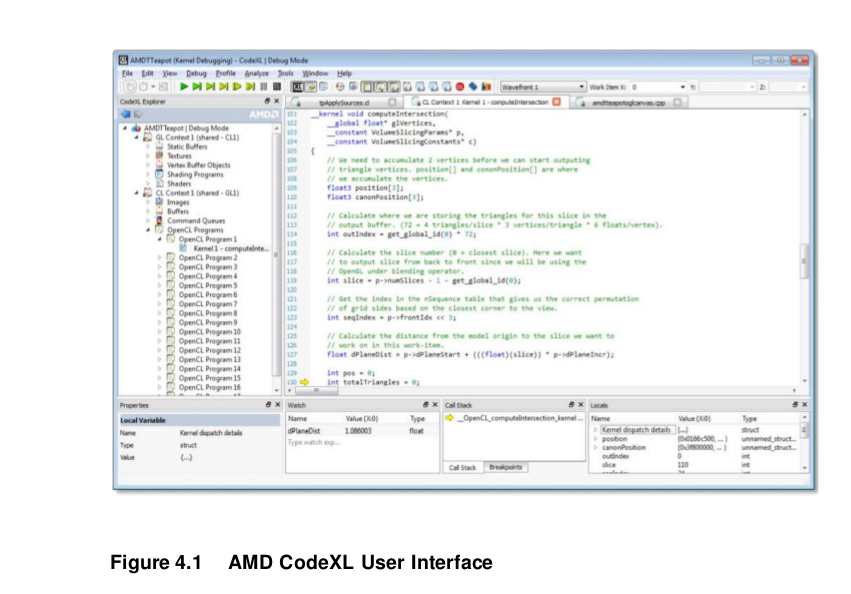 AMDTTeapot (Kernel Debugging) - CodeXL | Debug Mode
File Edit View Debug Profile Analyze Tools Window Help
Wavefront 1 Work Item X: 0 Y: Z:
CodeXL Explorer
AMD
AMDTTeapot | Debug Mode
GL Context 1 (shared - CL1)
Static Buffers
Textures
Vertex Buffer Objects
Shading Programs
Shaders
CL Context 1 (shared - GL1)
Images
Buffers
Command Queues
OpenCL Programs
OpenCL Program 1
Kernel 1 - computeInte...
OpenCL Program 2
OpenCL Program 3
OpenCL Program 4
OpenCL Program 5
OpenCL Program 6
OpenCL Program 7
OpenCL Program 8
OpenCL Program 9
OpenCL Program 10
OpenCL Program 11
OpenCL Program 12
OpenCL Program 13
OpenCL Program 14
OpenCL Program 15
OpenCL Program 16
tpApplySources.cl CL Context 1 Kernel 1 - computeIntersection amdtteapotoglcanvas.cpp
101 __kernel void computeIntersection(
102 __global float* glVertices,
103 __constant VolumeSlicingParams* p,
104 __constant VolumeSlicingConstants* c)
105 {
106 // We need to accumulate 2 vertices before we can start outputing
107 // triangle vertices. position[] and cononPosition[] are where
108 // we accumulate the vertices.
109 float3 position[3];
110 float3 canonPosition[3];
111
112 // Calculate where we are storing the triangles for this slice in the
113 // output buffer. (72 = 4 triangles/slice * 3 vertices/triangle * 6 floats/vertex).
114 int outIndex = get_global_id(0) * 72;
115
116 // Calculate the slice number (0 = closest slice). Here we want
117 // to output slice from back to front since we will be using the
118 // OpenGL under blending operator.
119 int slice = p->numSlices - 1 - get_global_id(0);
120
121 // Get the index in the nSequence table that gives us the correct permutation
122 // of grid sides based on the closest corner to the view.
123 int seqIndex = p->frontIdx << 3;
124
125 // Calculate the distance from the model origin to the slice we want to
126 // work on in this work-item.
127 float dPlaneDist = p->dPlaneStart + (((float)(slice)) * p->dPlaneIncr);
128
129 int pos = 0;
130 int totalTriangles = 0;
Properties
Local Variable
Name Kernel dispatch details
Type struct
Value {...}
Watch
Name Value (X:0) Type
dPlaneDist 1.086003 float
Type watch exp...
Call Stack
__OpenCL_computeIntersection_kernel ...
Call Stack Breakpoints
Locals
Name Value (X:0) Type
Kernel dispatch details {...} struct
position {0x0166c500, ... } unnamed_struct...
canonPosition {0x3f800000, ... } unnamed_struct...
outIndex 0 int
slice 110 int
Figure 4.1 AMD CodeXL User Interface